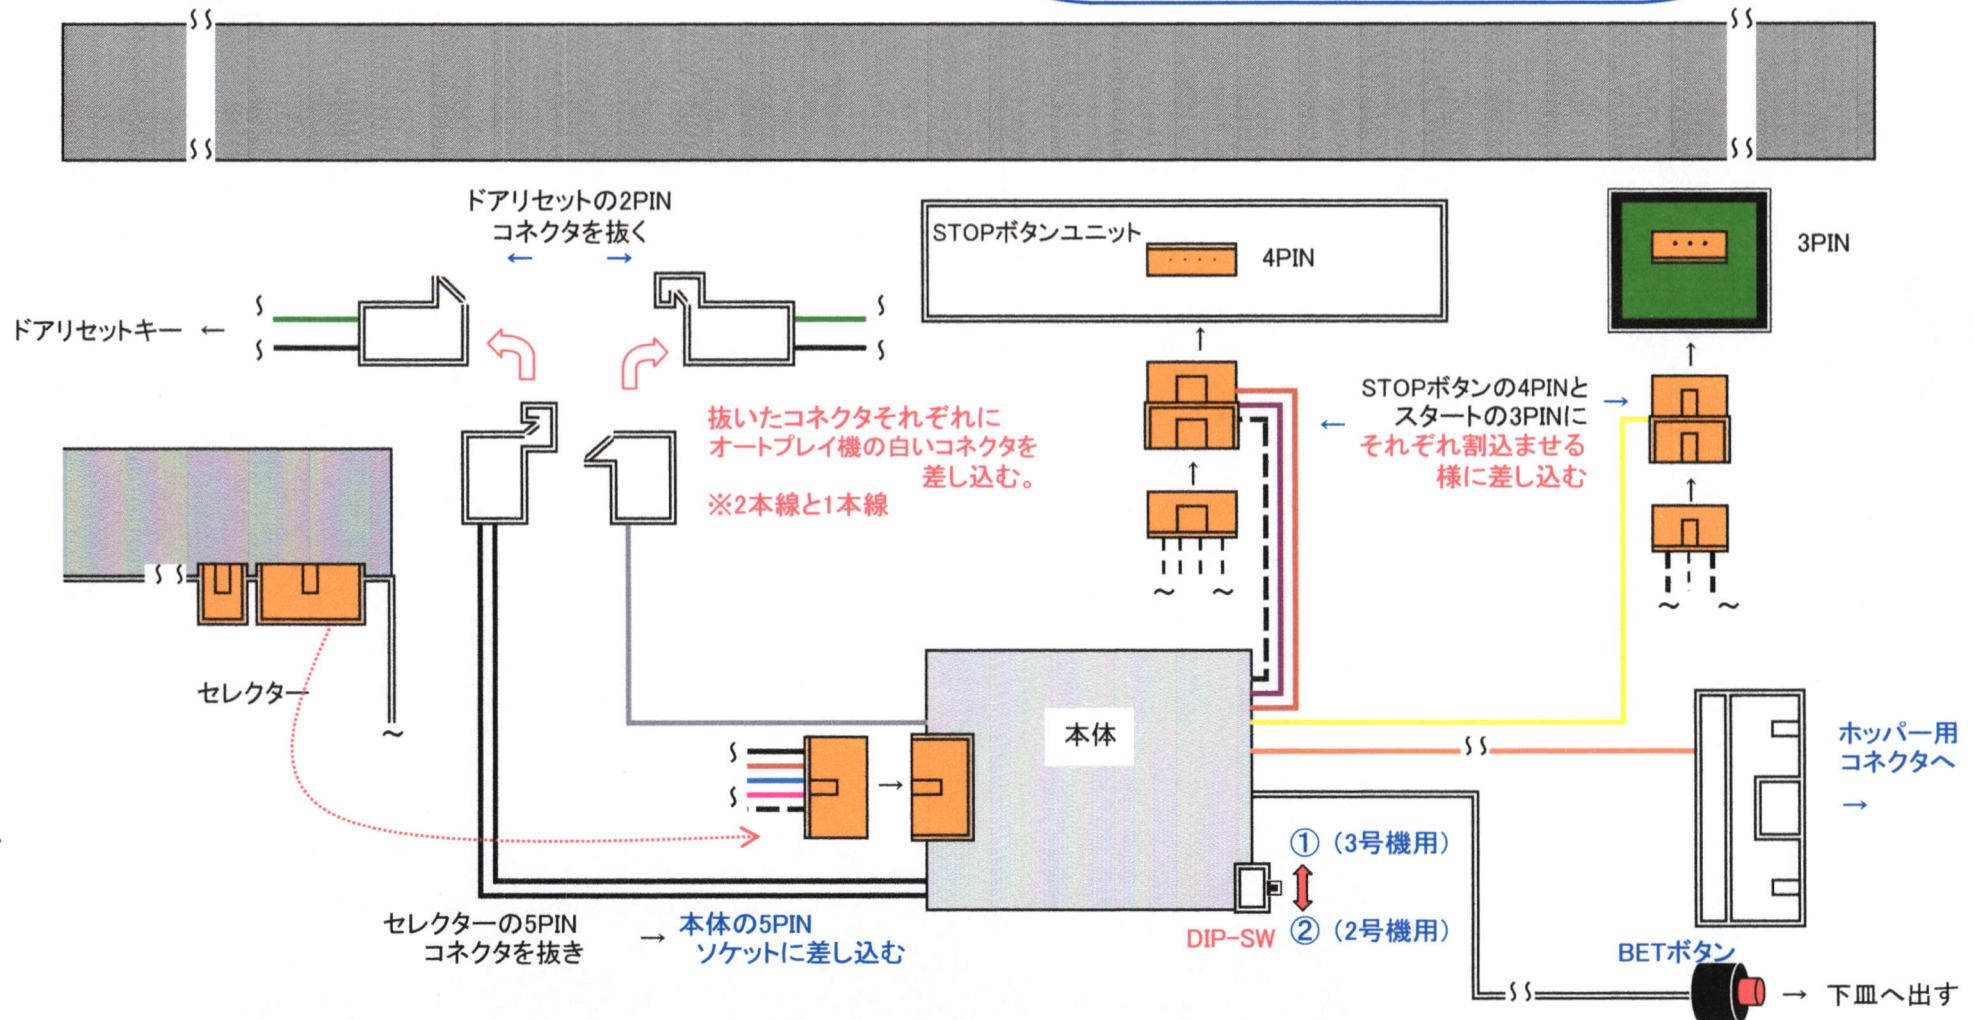 ドアリセットの2PIN
コネクタを抜く
← →
ドアリセットキー ←
STOPボタンユニット
4PIN
3PIN
抜いたコネクタそれぞれに
オートプレイ機の白いコネクタを
差し込む。
※2本線と1本線
STOPボタンの4PINと →
← スタートの3PINに
それぞれ割込ませる
様に差し込む
セレクター
本体
ホッパー用
コネクタへ
→
① (3号機用)
② (2号機用)
DIP-SW
セレクターの5PIN
コネクタを抜き
→ 本体の5PIN
ソケットに差し込む
BETボタン
→ 下皿へ出す